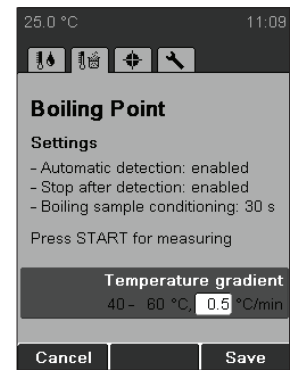 25.0 °C 11:09
Boiling Point
Settings
- Automatic detection: enabled
- Stop after detection: enabled
- Boiling sample conditioning: 30 s
Press START for measuring
Temperature gradient
40 - 60 °C, 0.5 °C/min
Cancel Save